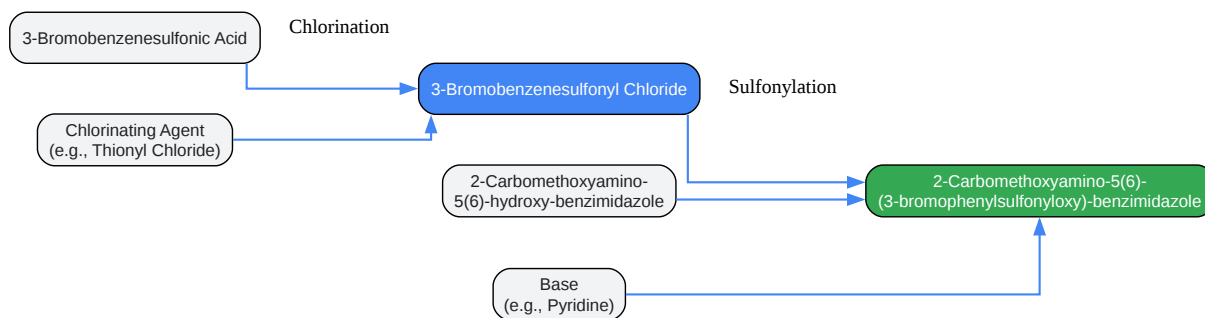 3-Bromobenzenesulfonic Acid
Chlorination
3-Bromobenzenesulfonyl Chloride
Sulfonylation
Chlorinating Agent
(e.g., Thionyl Chloride)
2-Carbomethoxyamino-
5(6)-hydroxy-benzimidazole
2-Carbomethoxyamino-5(6)-
(3-bromophenylsulfonyloxy)-benzimidazole
Base
(e.g., Pyridine)